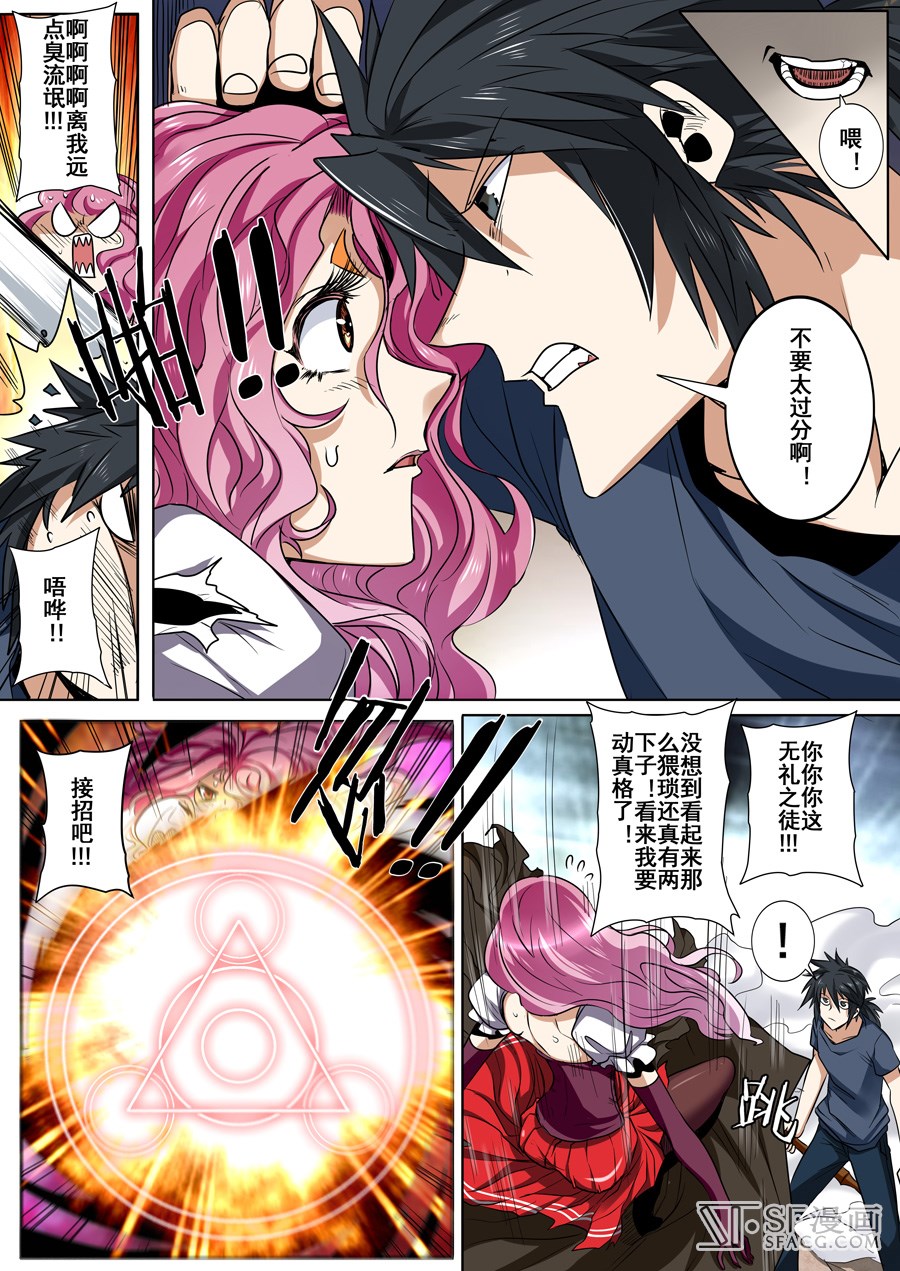 喂！
不要太过分啊！
啪!!
啊啊啊啊离我远
点臭流氓!!!
唔哗!!
你你你这
无礼之徒!!!
没想到看起来那
么猥琐还真有两
下子！看来我要
动真格了！
！
跳
接招吧!!!
SF漫画
SFACG.COM